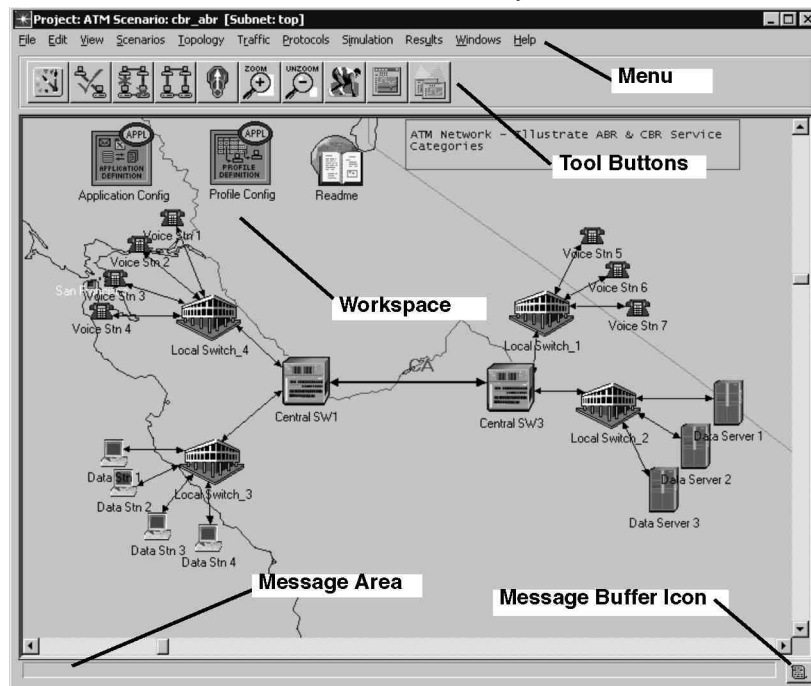 Project: ATM Scenario: cbr_abr [Subnet: top]
File Edit View Scenarios Topology Traffic Protocols Simulation Results Windows Help
Menu
ZOOM
UNZOOM
Tool Buttons
ATM Network - Illustrate ABR & CBR Service
Categories
APPL
APPLICATION
DEFINITION
Application Config
APPL
PROFILE
DEFINITION
Profile Config
Readme
Workspace
Voice Stn 1
Voice Stn 2
Voice Stn 3
Voice Stn 4
San
Local Switch_4
Voice Stn 5
Voice Stn 6
Voice Stn 7
Local Switch_1
CA
Central SW1
Central SW3
Local Switch_2
Data Server 1
Data Server 2
Data Server 3
Local Switch_3
Data Stn 1
Data Stn 2
Data Stn 3
Data Stn 4
Message Area
Message Buffer Icon